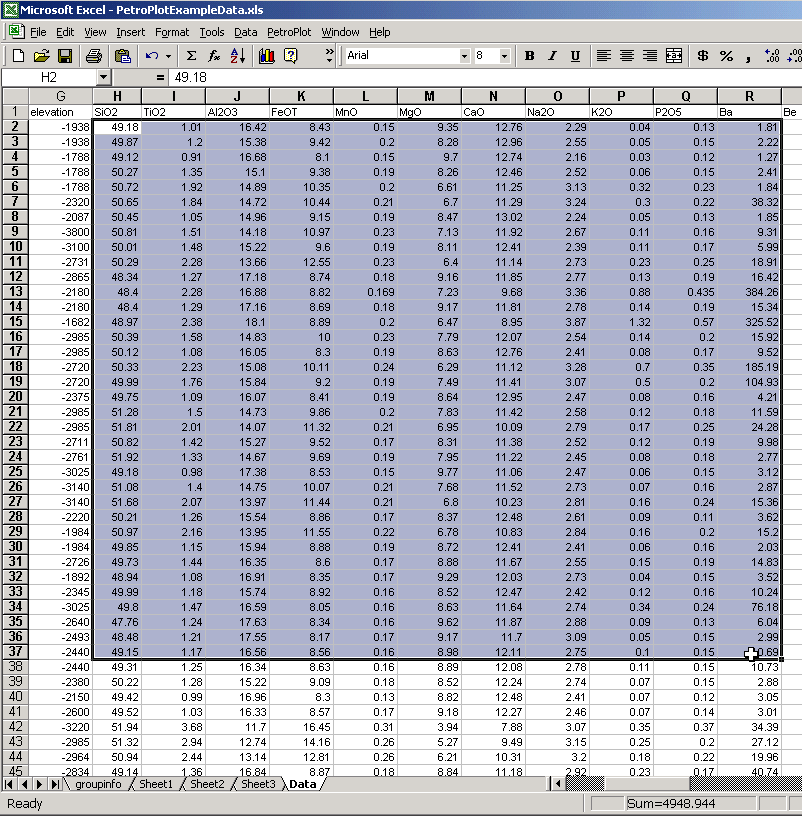 Microsoft Excel - PetroPlotExampleData.xls
File Edit View Insert Format Tools Data PetroPlot Window Help
Arial 8 B I U $ % ,
H2 = 49.18
G H I J K L M N O P Q R
1 elevation SiO2 TiO2 Al2O3 FeOT MnO MgO CaO Na2O K2O P2O5 Ba Be
2 -1938 49.18 1.01 16.42 8.43 0.15 9.35 12.76 2.29 0.04 0.13 1.81
3 -1938 49.87 1.2 15.38 9.42 0.2 8.28 12.96 2.55 0.05 0.15 2.22
4 -1788 49.12 0.91 16.68 8.1 0.15 9.7 12.74 2.16 0.03 0.12 1.27
5 -1788 50.27 1.35 15.1 9.38 0.19 8.26 12.46 2.52 0.06 0.15 2.41
6 -1788 50.72 1.92 14.89 10.35 0.2 6.61 11.25 3.13 0.32 0.23 1.84
7 -2320 50.65 1.84 14.72 10.44 0.21 6.7 11.29 3.24 0.3 0.22 38.32
8 -2087 50.45 1.05 14.96 9.15 0.19 8.47 13.02 2.24 0.05 0.13 1.85
9 -3800 50.81 1.51 14.18 10.97 0.23 7.13 11.92 2.67 0.11 0.16 9.31
10 -3100 50.01 1.48 15.22 9.6 0.19 8.11 12.41 2.39 0.11 0.17 5.99
11 -2731 50.29 2.28 13.66 12.55 0.23 6.4 11.14 2.73 0.23 0.25 18.91
12 -2865 48.34 1.27 17.18 8.74 0.18 9.16 11.85 2.77 0.13 0.19 16.42
13 -2180 48.4 2.28 16.88 8.82 0.169 7.23 9.68 3.36 0.88 0.435 384.26
14 -2180 48.4 1.29 17.16 8.69 0.18 9.17 11.81 2.78 0.14 0.19 15.34
15 -1682 48.97 2.38 18.1 8.89 0.2 6.47 8.95 3.87 1.32 0.57 325.52
16 -2985 50.39 1.58 14.83 10 0.23 7.79 12.07 2.54 0.14 0.2 15.92
17 -2985 50.12 1.08 16.05 8.3 0.19 8.63 12.76 2.41 0.08 0.17 9.52
18 -2720 50.33 2.23 15.08 10.11 0.24 6.29 11.12 3.28 0.7 0.35 185.19
19 -2720 49.99 1.76 15.84 9.2 0.19 7.49 11.41 3.07 0.5 0.2 104.93
20 -2375 49.75 1.09 16.07 8.41 0.19 8.64 12.95 2.47 0.08 0.16 4.21
21 -2985 51.28 1.5 14.73 9.86 0.2 7.83 11.42 2.58 0.12 0.18 11.59
22 -2985 51.81 2.01 14.07 11.32 0.21 6.95 10.09 2.79 0.17 0.25 24.28
23 -2711 50.82 1.42 15.27 9.52 0.17 8.31 11.38 2.52 0.12 0.19 9.98
24 -2761 51.92 1.33 14.67 9.69 0.19 7.95 11.22 2.45 0.08 0.18 2.77
25 -3025 49.18 0.98 17.38 8.53 0.15 9.77 11.06 2.47 0.06 0.15 3.12
26 -3140 51.08 1.4 14.75 10.07 0.21 7.68 11.52 2.73 0.07 0.16 2.87
27 -3140 51.68 2.07 13.97 11.44 0.21 6.8 10.23 2.81 0.16 0.24 15.36
28 -2220 50.21 1.26 15.54 8.86 0.17 8.37 12.48 2.61 0.09 0.11 3.62
29 -1984 50.97 2.16 13.95 11.55 0.22 6.78 10.83 2.84 0.16 0.2 15.2
30 -1984 49.85 1.15 15.94 8.88 0.19 8.72 12.41 2.41 0.06 0.16 2.03
31 -2726 49.73 1.44 16.35 8.6 0.17 8.88 11.67 2.55 0.15 0.19 14.83
32 -1892 48.94 1.08 16.91 8.35 0.17 9.29 12.03 2.73 0.04 0.15 3.52
33 -2345 49.99 1.18 15.74 8.92 0.16 8.52 12.47 2.42 0.12 0.16 10.24
34 -3025 49.8 1.47 16.59 8.05 0.16 8.63 11.64 2.74 0.34 0.24 76.18
35 -2640 47.76 1.24 17.63 8.34 0.16 9.62 11.87 2.88 0.09 0.13 6.04
36 -2493 48.48 1.21 17.55 8.17 0.17 9.17 11.7 3.09 0.05 0.15 2.99
37 -2440 49.15 1.17 16.56 8.56 0.16 8.98 12.11 2.75 0.1 0.15
38 -2440 49.31 1.25 16.34 8.63 0.16 8.89 12.08 2.78 0.11 0.15 10.73
39 -2380 50.22 1.28 15.22 9.09 0.18 8.52 12.24 2.74 0.07 0.15 2.88
40 -2150 49.42 0.99 16.96 8.3 0.13 8.82 12.48 2.41 0.07 0.12 3.05
41 -2600 49.52 1.03 16.33 8.57 0.17 9.18 12.27 2.46 0.07 0.14 3.01
42 -3220 51.94 3.68 11.7 16.45 0.31 3.94 7.88 3.07 0.35 0.37 34.39
43 -2985 51.32 2.94 12.74 14.16 0.26 5.27 9.49 3.15 0.25 0.2 27.12
44 -2964 50.94 2.44 13.14 12.81 0.26 6.21 10.31 3.2 0.18 0.22 19.96
45 -2834 49.14 1.36 16.84 8.87 0.18 8.84 11.18 2.92 0.23 0.17 40.74
groupinfo Sheet1 Sheet2 Sheet3 Data
Ready Sum=4948.944